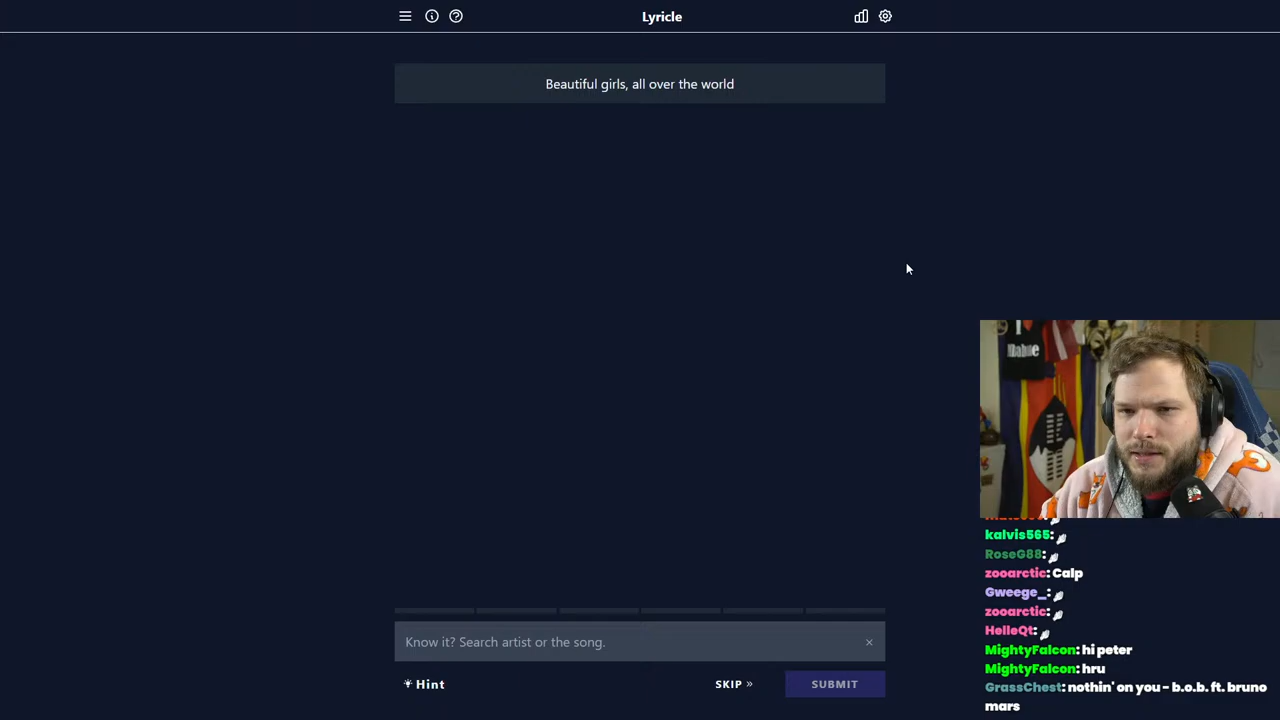 Lyricle
Beautiful girls, all over the world
Know it? Search artist or the song.
Hint
SKIP »
SUBMIT
kalvis565:
RoseG88:
zooarctic: Calp
Gweege_:
zooarctic:
HelleQt:
MightyFalcon: hi peter
MightyFalcon: hru
GrassChest: nothin' on you - b.o.b. ft. bruno
mars